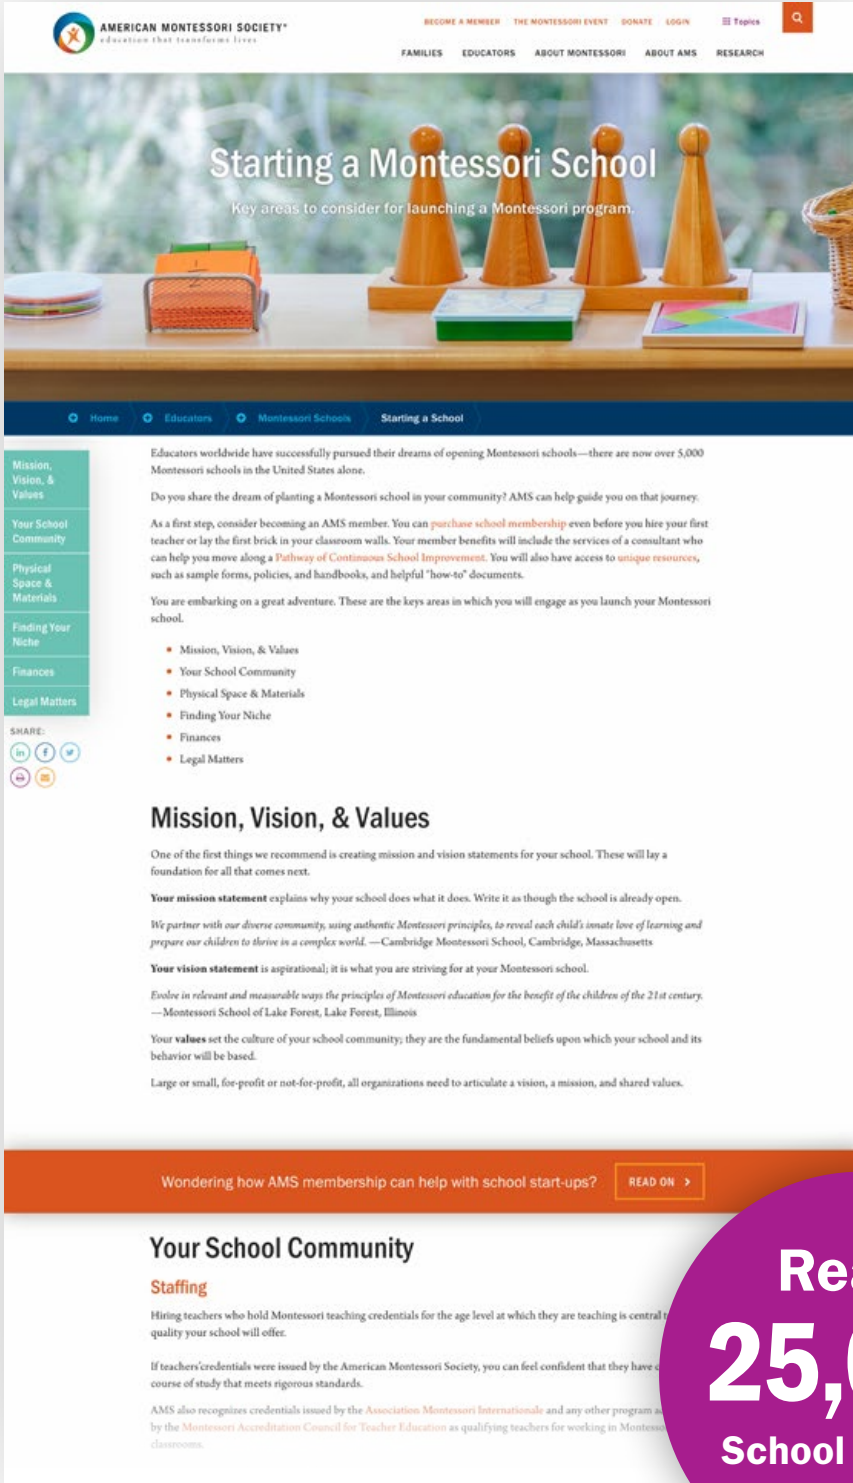 AMERICAN MONTESSORI SOCIETY
education that transforms lives
BECOME A MEMBER THE MONTESSORI EVENT DONATE LOGIN Topics
FAMILIES EDUCATORS ABOUT MONTESSORI ABOUT AMS RESEARCH
Starting a Montessori School
Key areas to consider for launching a Montessori program.
Home Educators Montessori Schools Starting a School
Mission,
Vision, &
Values
Your School
Community
Physical
Space &
Materials
Finding Your
Niche
Finances
Legal Matters
SHARE:
Educators worldwide have successfully pursued their dreams of opening Montessori schools—there are now over 5,000
Montessori schools in the United States alone.
Do you share the dream of planting a Montessori school in your community? AMS can help guide you on that journey.
As a first step, consider becoming an AMS member. You can purchase school membership even before you hire your first
teacher or lay the first brick in your classroom walls. Your member benefits will include the services of a consultant who
can help you move along a Pathway of Continuous School Improvement. You will also have access to unique resources,
such as sample forms, policies, and handbooks, and helpful "how-to" documents.
You are embarking on a great adventure. These are the keys areas in which you will engage as you launch your Montessori
school.
• Mission, Vision, & Values
• Your School Community
• Physical Space & Materials
• Finding Your Niche
• Finances
• Legal Matters
Mission, Vision, & Values
One of the first things we recommend is creating mission and vision statements for your school. These will lay a
foundation for all that comes next.
Your mission statement explains why your school does what it does. Write it as though the school is already open.
We partner with our diverse community, using authentic Montessori principles, to reveal each child's innate love of learning and
prepare our children to thrive in a complex world. —Cambridge Montessori School, Cambridge, Massachusetts
Your vision statement is aspirational; it is what you are striving for at your Montessori school.
Evolve in relevant and measurable ways the principles of Montessori education for the benefit of the children of the 21st century.
—Montessori School of Lake Forest, Lake Forest, Illinois
Your values set the culture of your school community; they are the fundamental beliefs upon which your school and its
behavior will be based.
Large or small, for-profit or not-for-profit, all organizations need to articulate a vision, a mission, and shared values.
Wondering how AMS membership can help with school start-ups? READ ON >
Your School Community
Staffing
Hiring teachers who hold Montessori teaching credentials for the age level at which they are teaching is central
quality your school will offer.
If teachers'credentials were issued by the American Montessori Society, you can feel confident that they have
course of study that meets rigorous standards.
AMS also recognizes credentials issued by the Association Montessori Internationale and any other program
by the Montessori Accreditation Council for Teacher Education as qualifying teachers for working in
classrooms.
School